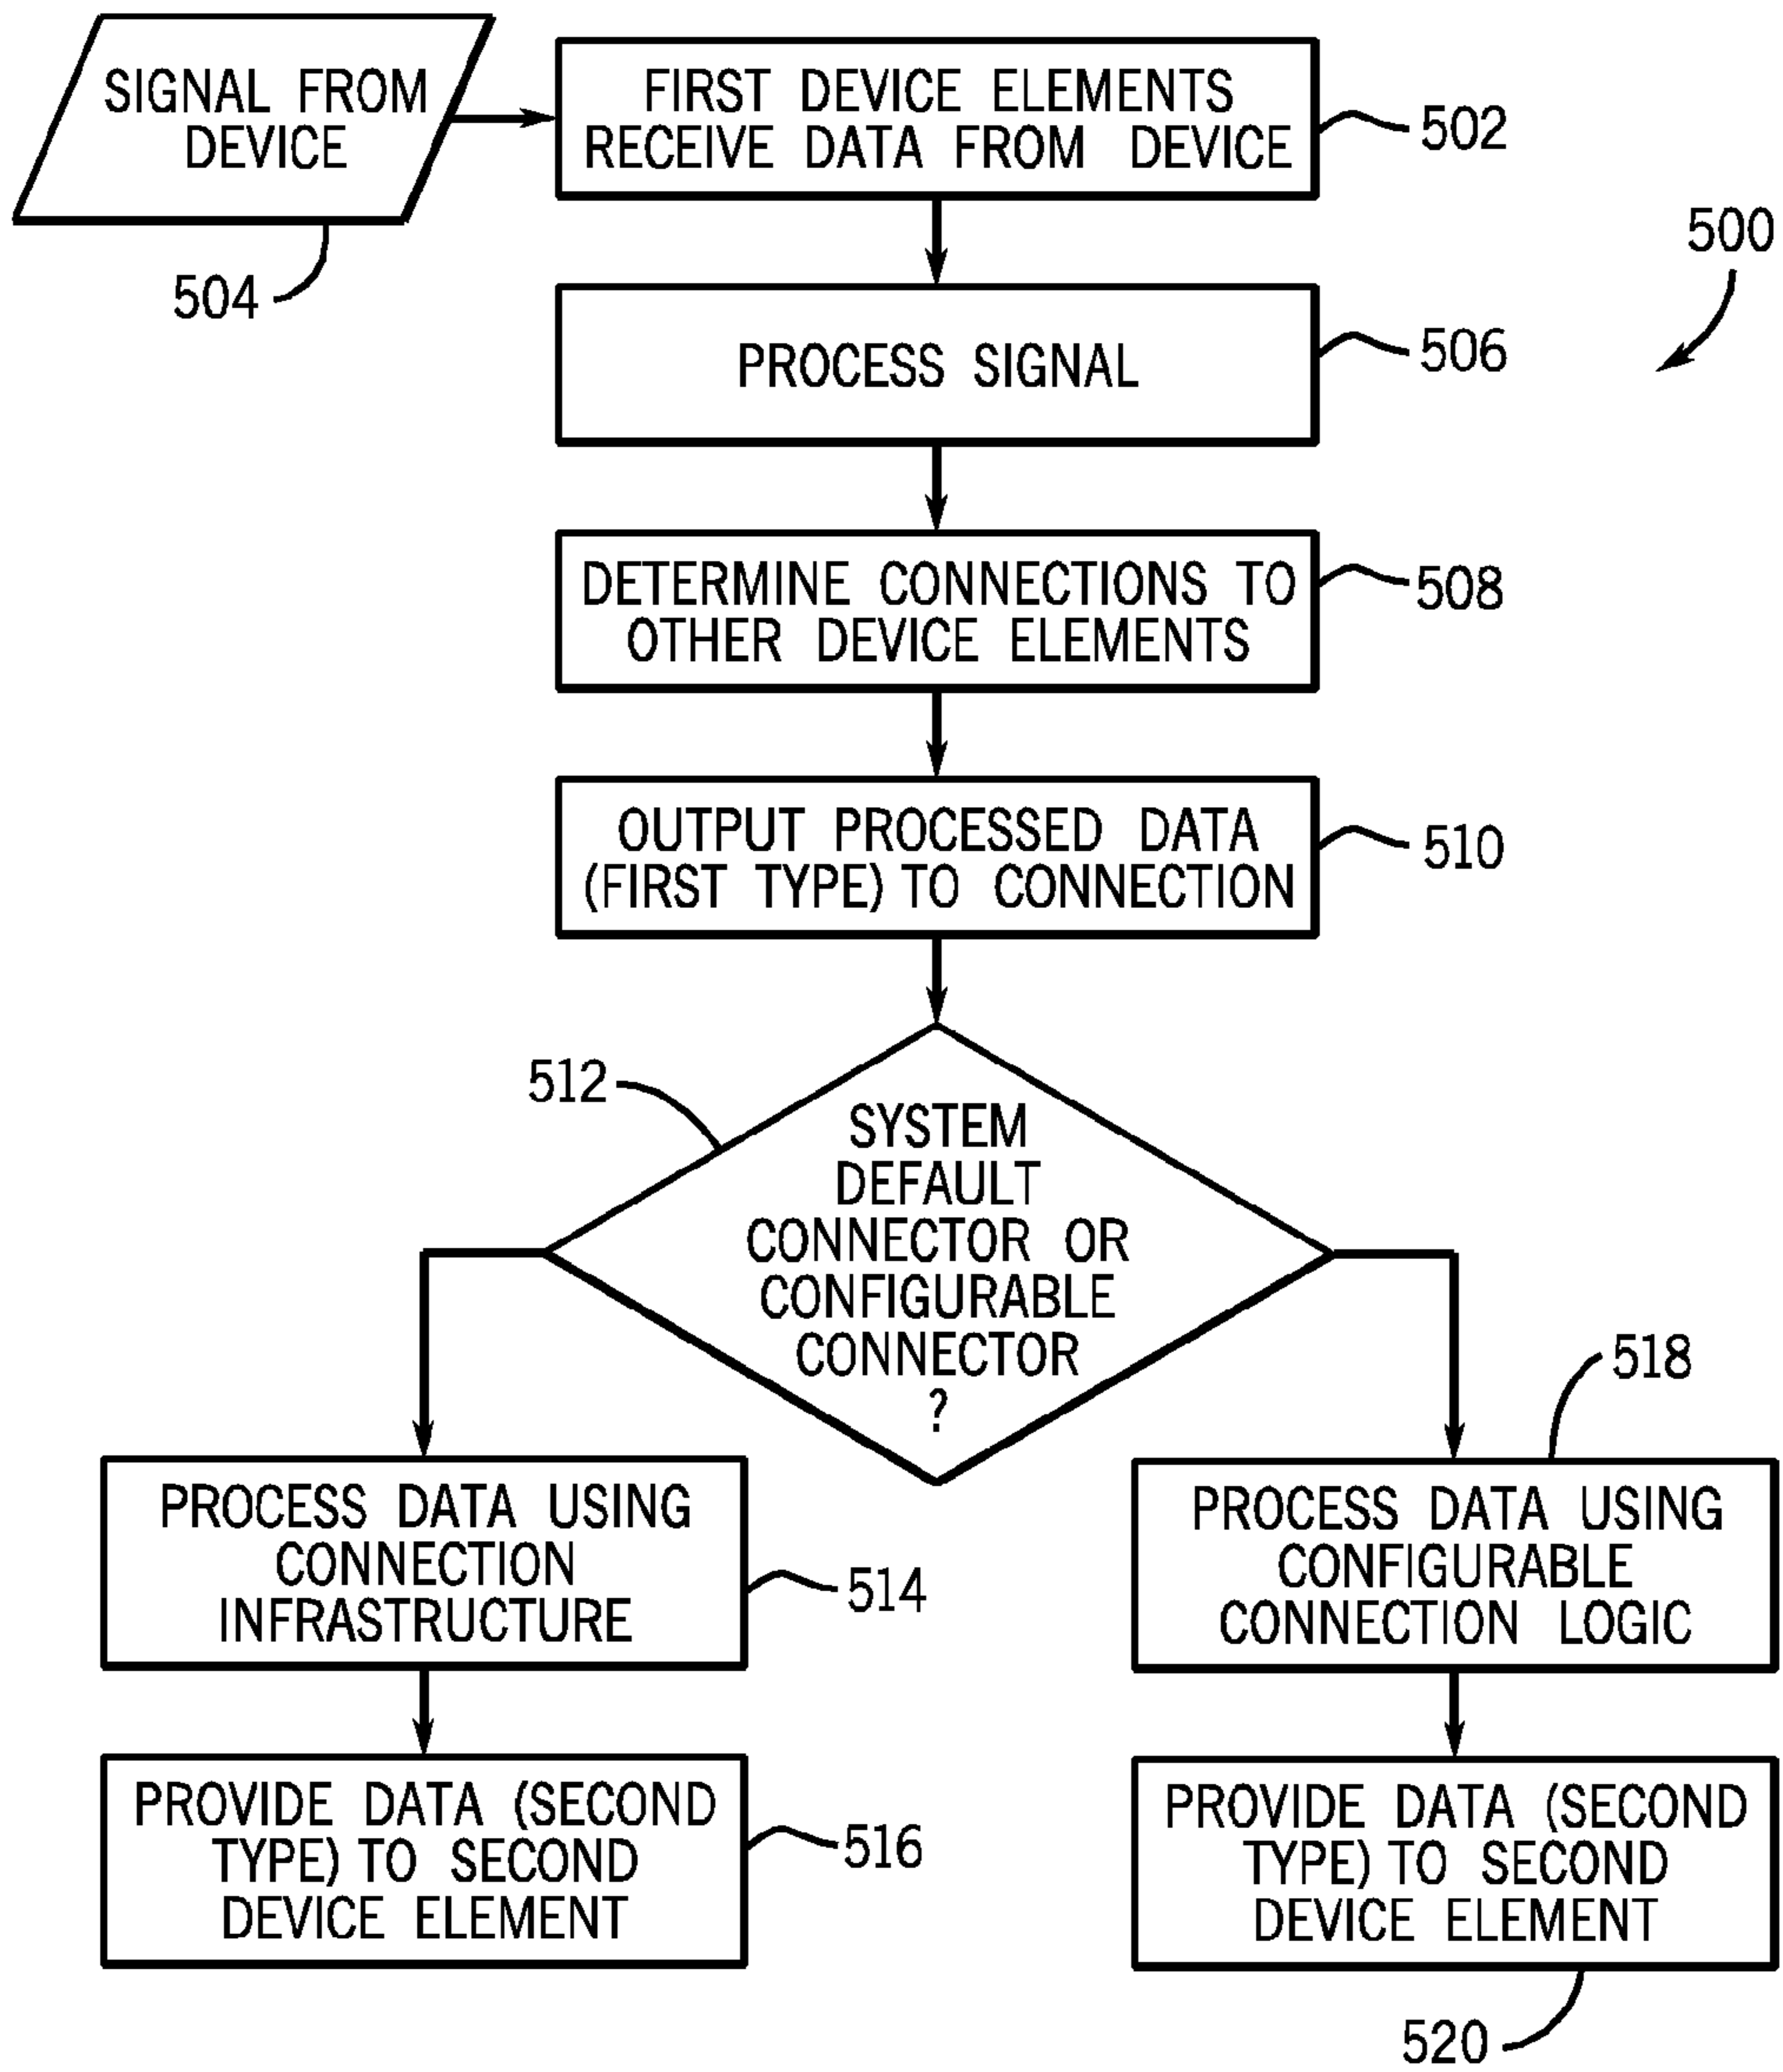 SIGNAL FROM
DEVICE
504
FIRST DEVICE ELEMENTS
RECEIVE DATA FROM DEVICE
502
500
PROCESS SIGNAL
506
DETERMINE CONNECTIONS TO
OTHER DEVICE ELEMENTS
508
OUTPUT PROCESSED DATA
(FIRST TYPE) TO CONNECTION
510
512
SYSTEM
DEFAULT
CONNECTOR OR
CONFIGURABLE
CONNECTOR
?
PROCESS DATA USING
CONNECTION
INFRASTRUCTURE
514
PROVIDE DATA (SECOND
TYPE) TO SECOND
DEVICE ELEMENT
516
518
PROCESS DATA USING
CONFIGURABLE
CONNECTION LOGIC
PROVIDE DATA (SECOND
TYPE) TO SECOND
DEVICE ELEMENT
520